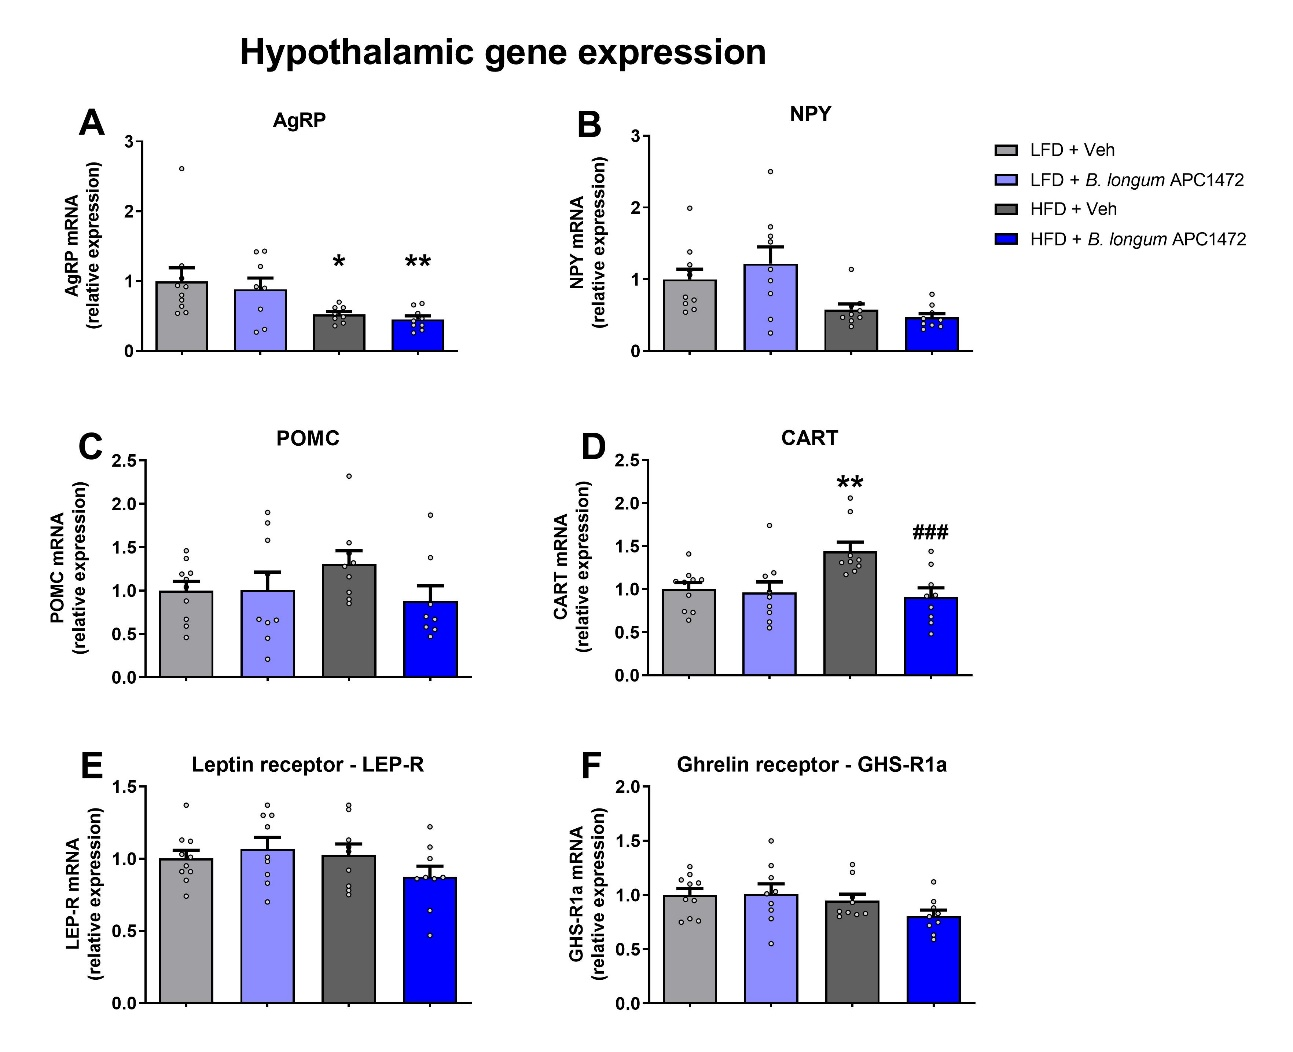 Hypothalamic gene expression
A
AgRP
AgRP mRNA
(relative expression)
3
2
1
0
*
**
B
NPY
NPY mRNA
(relative expression)
3
2
1
0
LFD + Veh
LFD + B. longum APC1472
HFD + Veh
HFD + B. longum APC1472
C
POMC
POMC mRNA
(relative expression)
2.5
2.0
1.5
1.0
0.5
0.0
D
CART
CART mRNA
(relative expression)
2.5
2.0
1.5
1.0
0.5
0.0
**
###
E
Leptin receptor - LEP-R
LEP-R mRNA
(relative expression)
1.5
1.0
0.5
0.0
F
Ghrelin receptor - GHS-R1a
GHS-R1a mRNA
(relative expression)
2.0
1.5
1.0
0.5
0.0